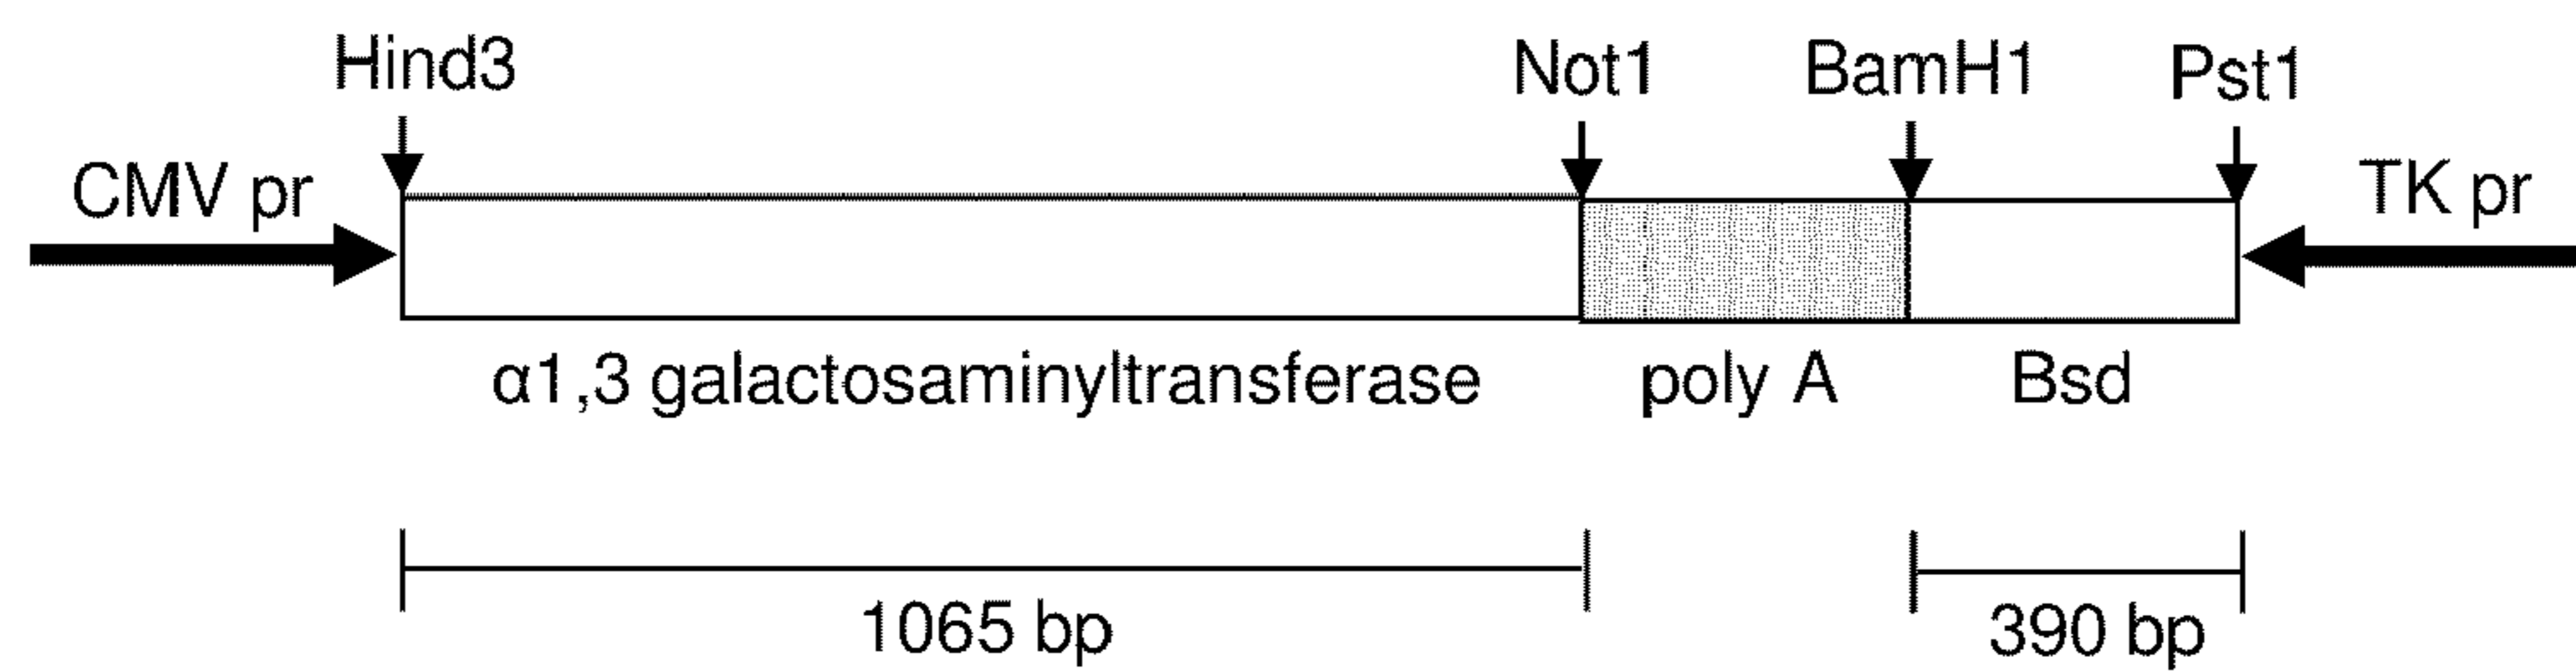 Hind3
Not1
BamH1
Pst1
CMV pr
TK pr
α1,3 galactosaminyltransferase
poly A
Bsd
1065 bp
390 bp